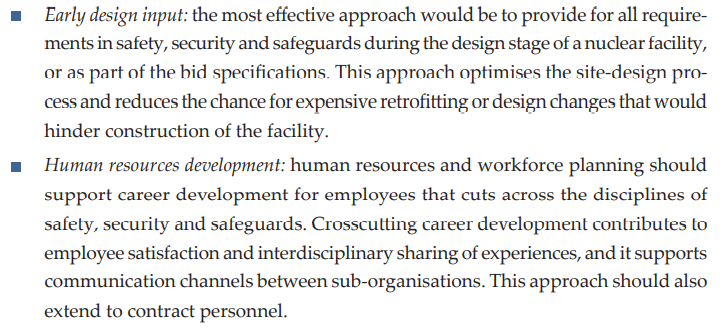 ■ Early design input: the most effective approach would be to provide for all require-
ments in safety, security and safeguards during the design stage of a nuclear facility,
or as part of the bid specifications. This approach optimises the site-design pro-
cess and reduces the chance for expensive retrofitting or design changes that would
hinder construction of the facility.
■ Human resources development: human resources and workforce planning should
support career development for employees that cuts across the disciplines of
safety, security and safeguards. Crosscutting career development contributes to
employee satisfaction and interdisciplinary sharing of experiences, and it supports
communication channels between sub-organisations. This approach should also
extend to contract personnel.